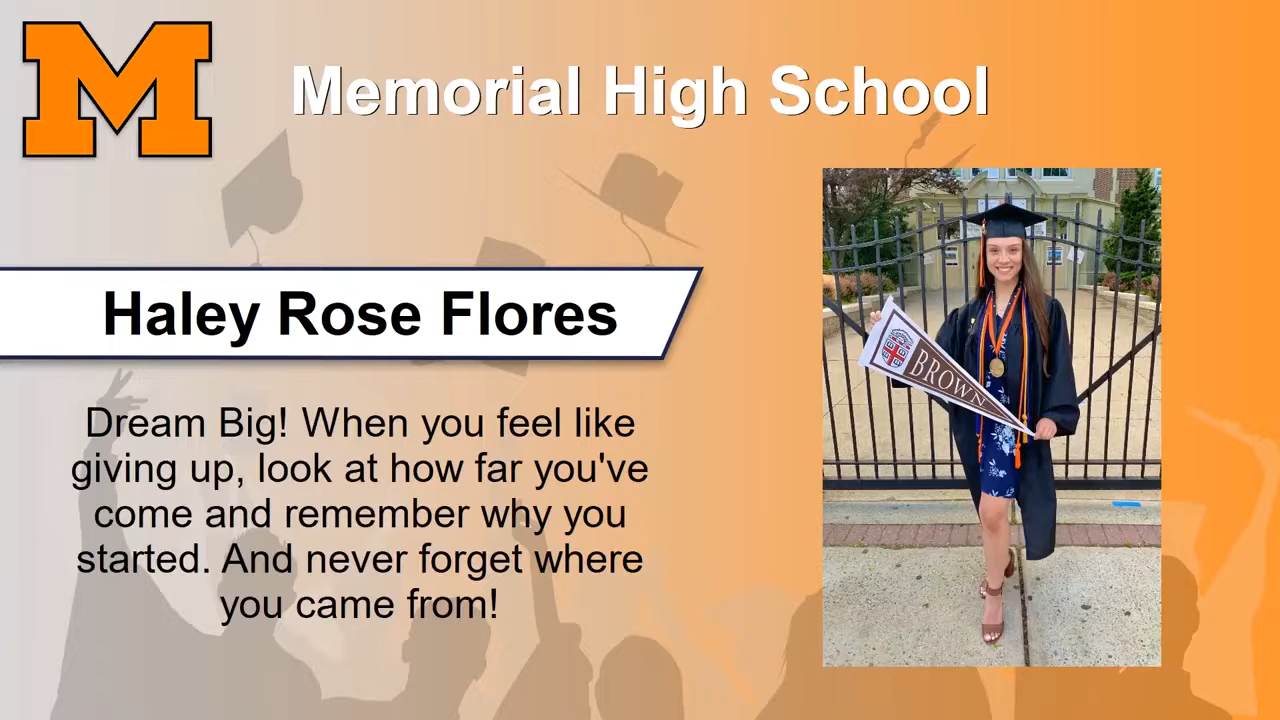 M
Memorial High School
Haley Rose Flores
Dream Big! When you feel like
giving up, look at how far you've
come and remember why you
started. And never forget where
you came from!
BROWN